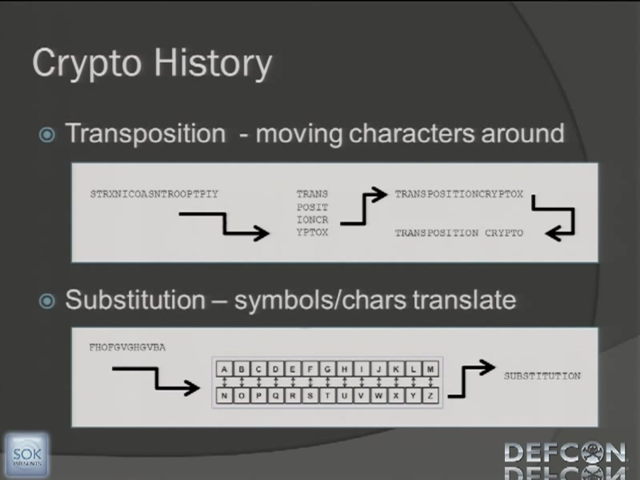 Crypto History
Transposition - moving characters around
STRXNICOASNTROOPTPIY
TRANS
POSIT
IONCR
YPTOX
TRANSPOSITIONCRYPTOX
TRANSPOSITION CRYPTO
Substitution – symbols/chars translate
FHOFGVGHGVBA
A B C D E F G H I J K L M
N O P Q R S T U V W X Y Z
SUBSTITUTION
SOK
DEFCON